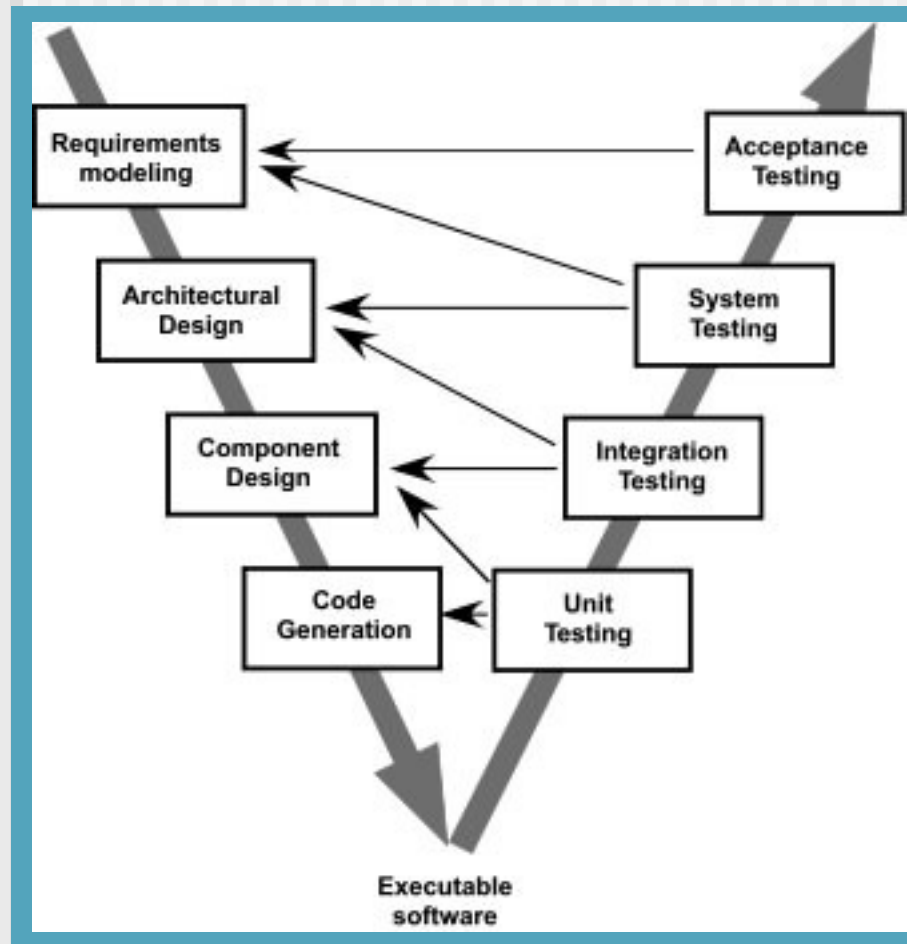 Requirements
modeling
Acceptance
Testing
Architectural
Design
System
Testing
Component
Design
Integration
Testing
Code
Generation
Unit
Testing
Executable
software